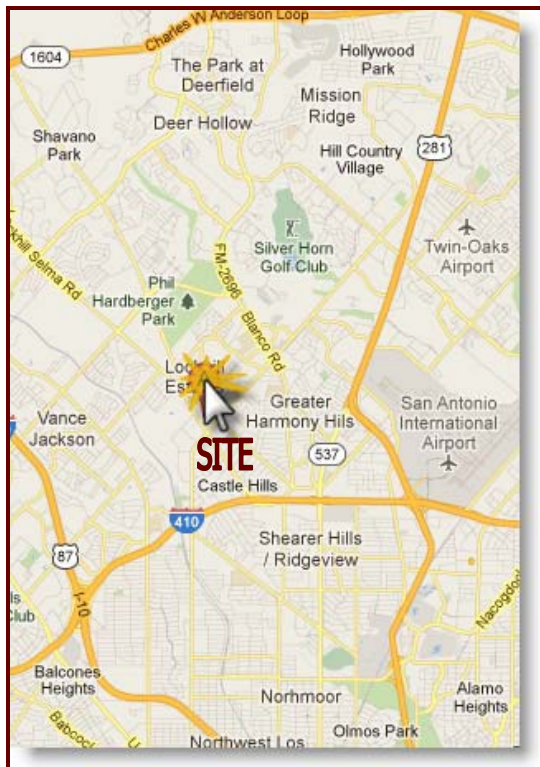 Charles W Anderson Loop
1604
Hollywood
Park
The Park at
Deerfield
Mission
Ridge
Deer Hollow
Shavano
Park
Hill Country
Village
281
Selma Rd
FM-2696
Silver Horn
Golf Club
Twin-Oaks
Airport
Phil
Hardberger
Park
Blanco Rd
Greater
Harmony Hils
San Antonio
International
Airport
Vance
Jackson
SITE
537
Castle Hills
410
Shearer Hills
/ Ridgeview
87
I-10
Club
Balcones
Heights
Norhmoor
Alamo
Heights
Olmos Park
Northwest Los